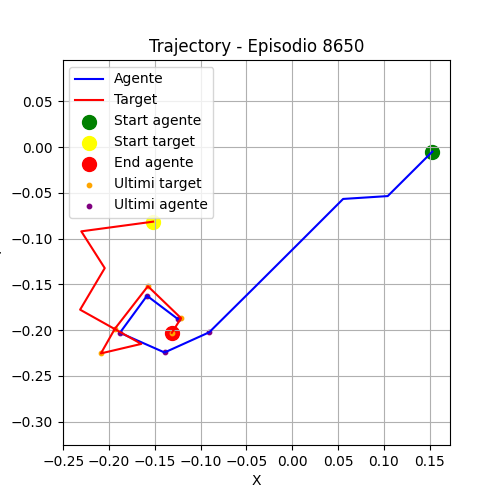 Trajectory - Episodio 8650
Agente
Target
Start agente
Start target
End agente
Ultimi target
Ultimi agente
0.05
0.00
−0.05
−0.10
−0.15
−0.20
−0.25
−0.30
−0.25 −0.20 −0.15 −0.10 −0.05 0.00 0.05 0.10 0.15
X